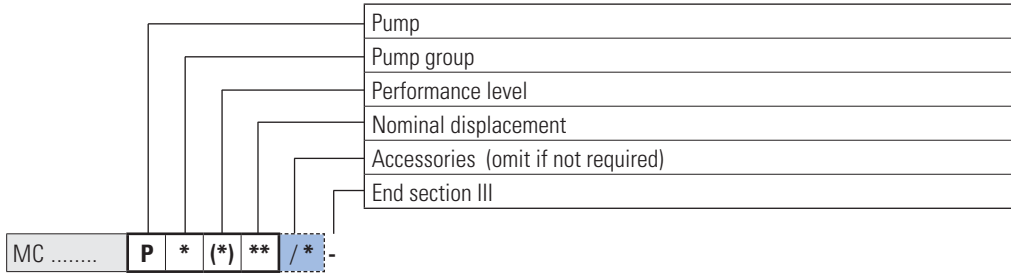 Pump
Pump group
Performance level
Nominal displacement
Accessories (omit if not required)
End section III
MC ........ P * (*) ** / * -